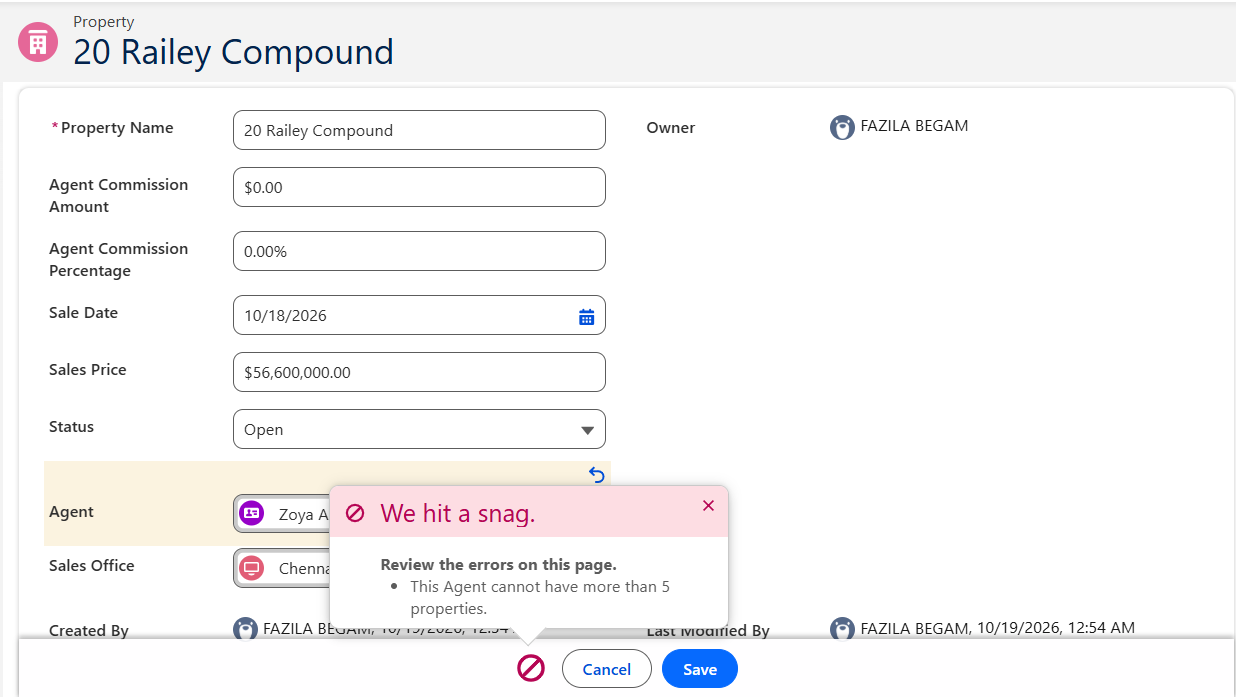 Property
20 Railey Compound
*Property Name
20 Railey Compound
Owner
FAZILA BEGAM
Agent Commission
Amount
$0.00
Agent Commission
Percentage
0.00%
Sale Date
10/18/2026
Sales Price
$56,600,000.00
Status
Open
Agent
Zoya A
We hit a snag.
Review the errors on this page.
• This Agent cannot have more than 5
properties.
Sales Office
Chenna
Created By
FAZILA BEGAM, 10/19/2026, 12:54
Last Modified By
FAZILA BEGAM, 10/19/2026, 12:54 AM
Cancel
Save